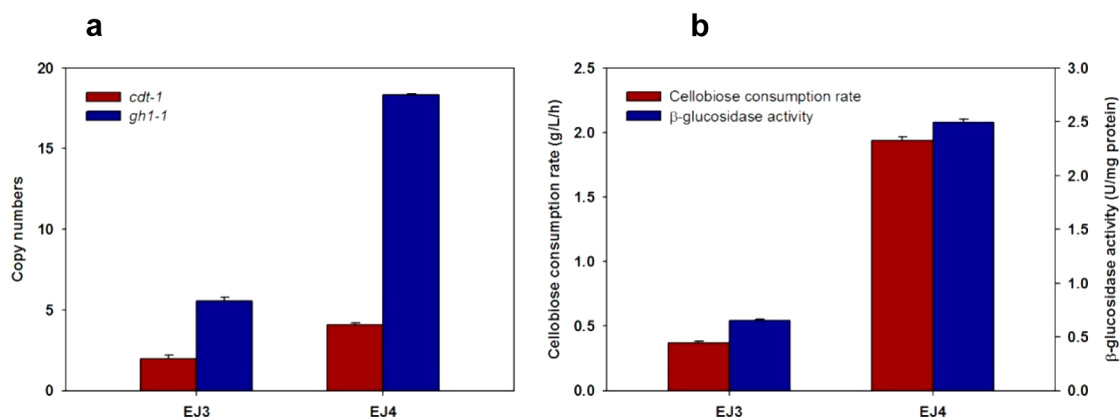 a
20
15
10
5
0
Copy numbers
cdt-1
gh1-1
EJ3
EJ4
b
2.5
2.0
1.5
1.0
0.5
0.0
Cellobiose consumption rate (g/L/h)
Cellobiose consumption rate
β-glucosidase activity
3.0
2.5
2.0
1.5
1.0
0.5
0.0
β-glucosidase activity (U/mg protein)
EJ3
EJ4